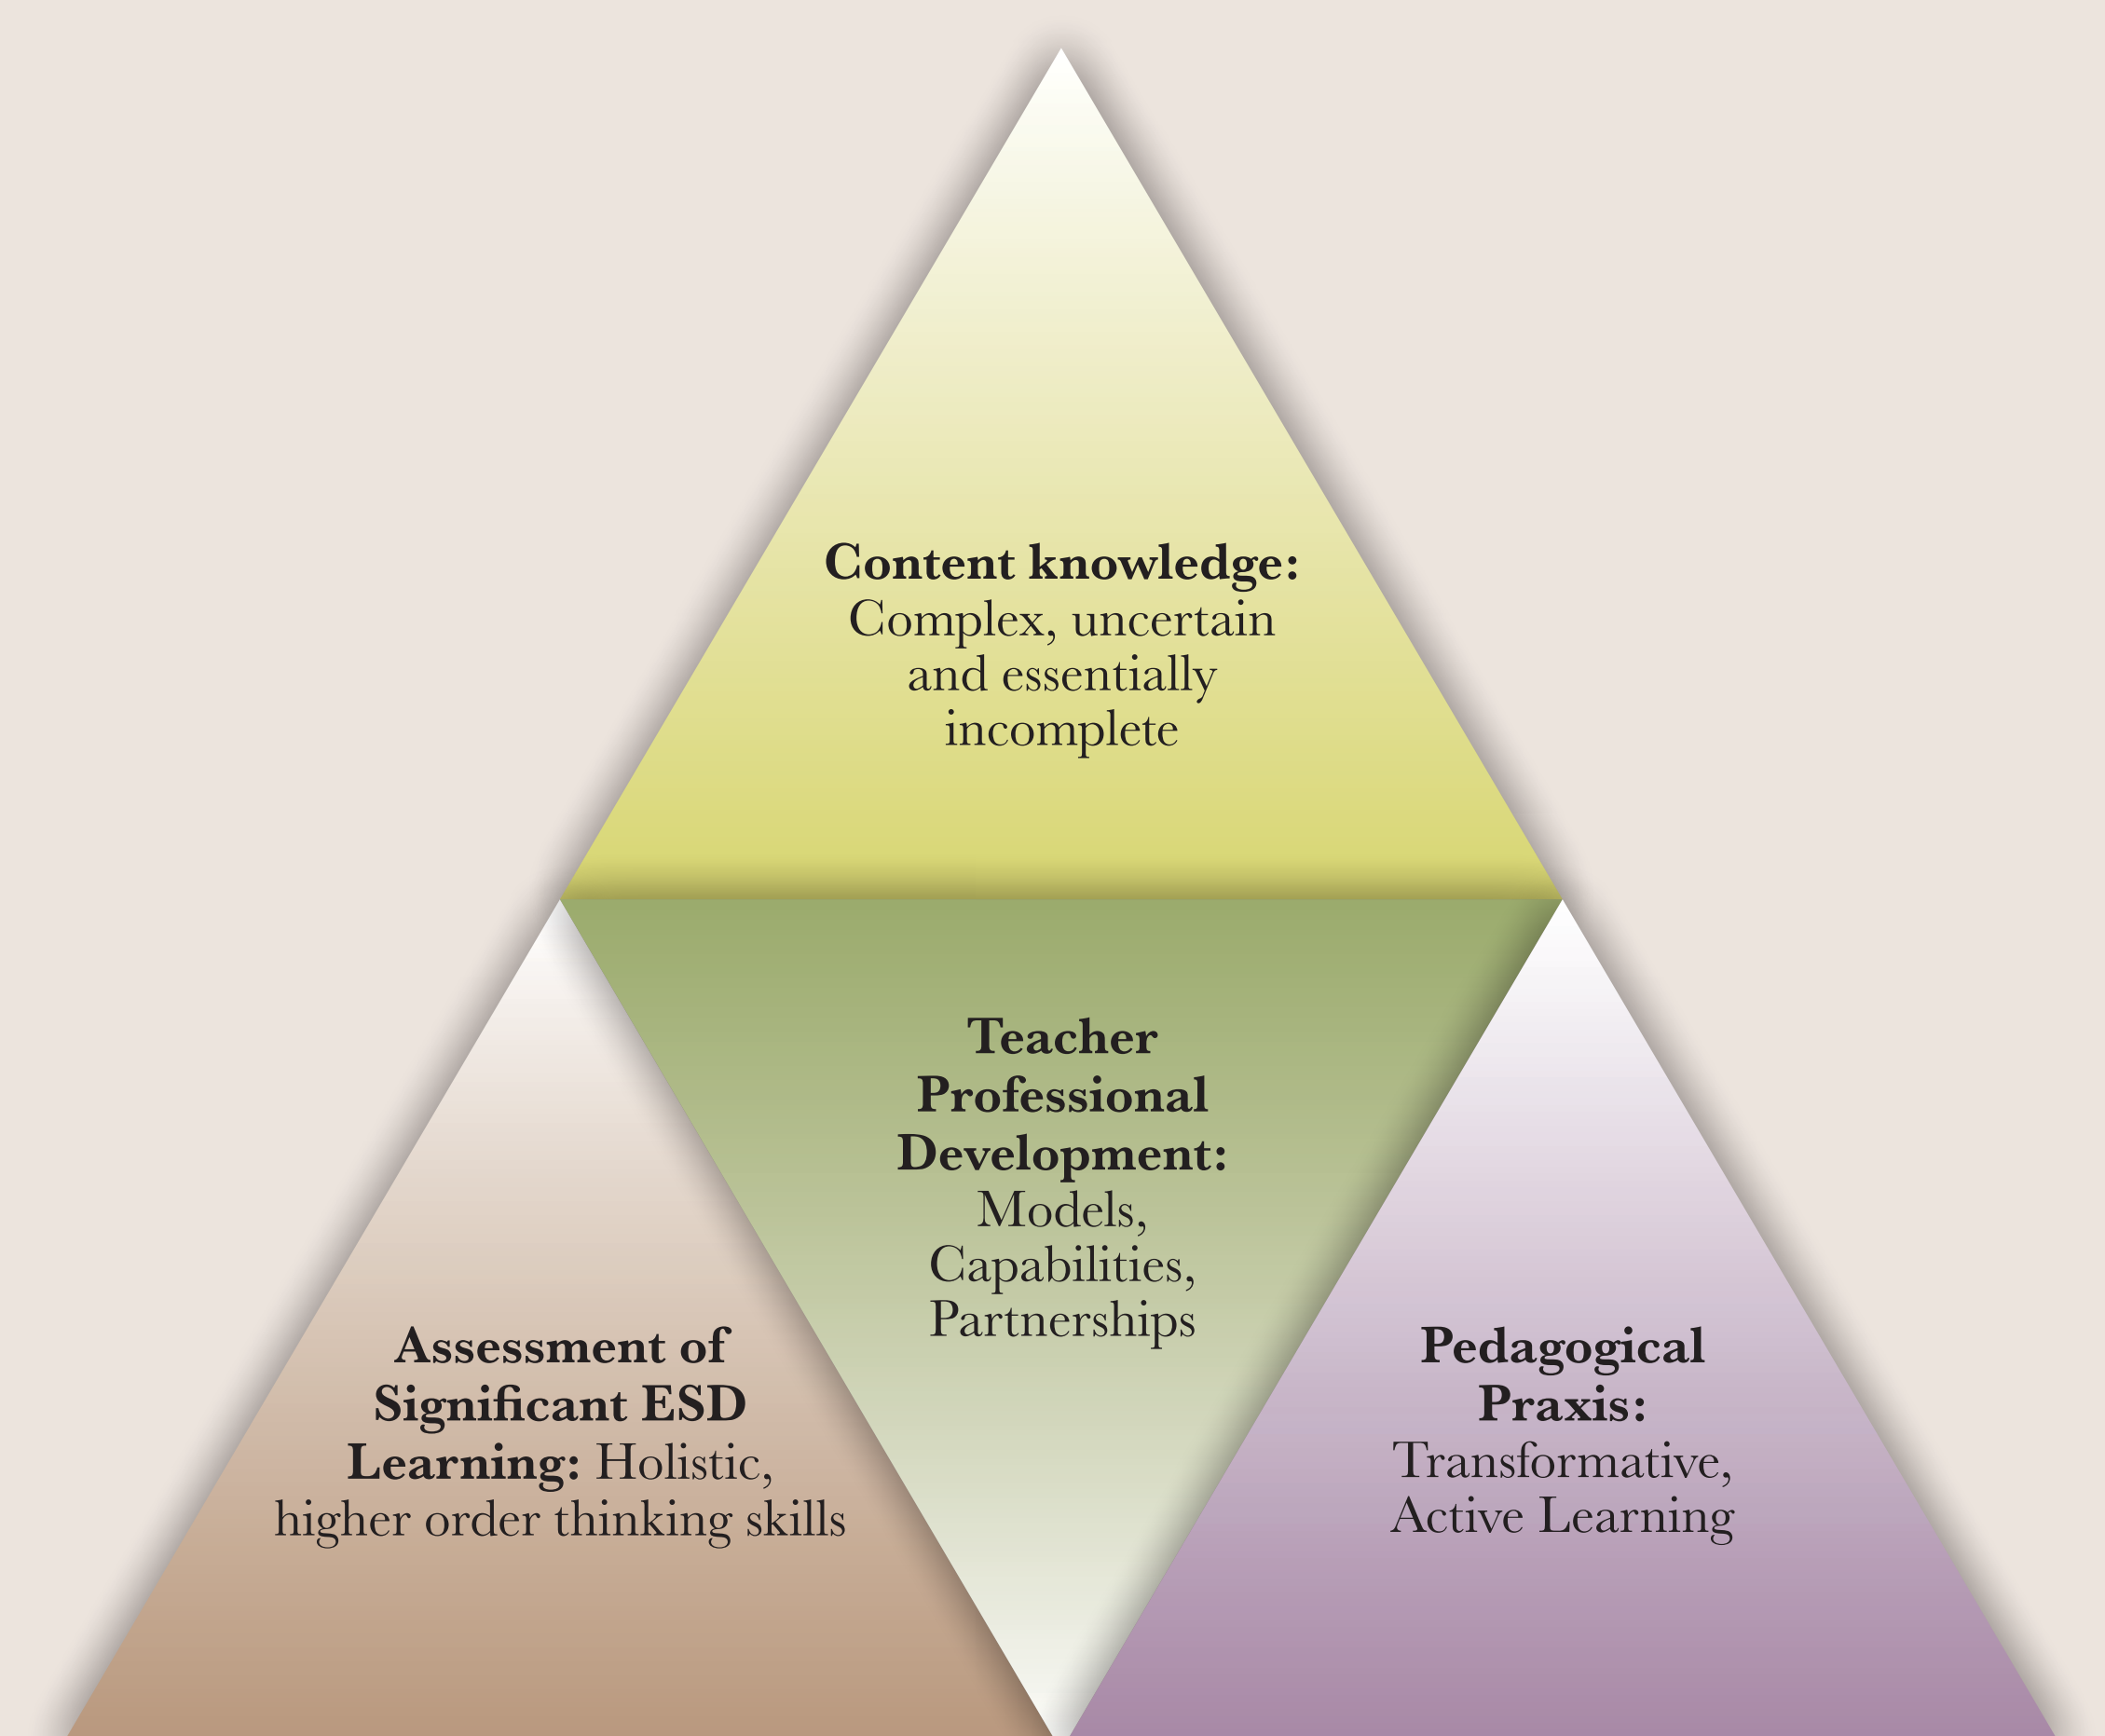 Content knowledge:
Complex, uncertain
and essentially
incomplete
Teacher
Professional
Development:
Models,
Capabilities,
Partnerships
Assessment of
Significant ESD
Learning: Holistic,
higher order thinking skills
Pedagogical
Praxis:
Transformative,
Active Learning